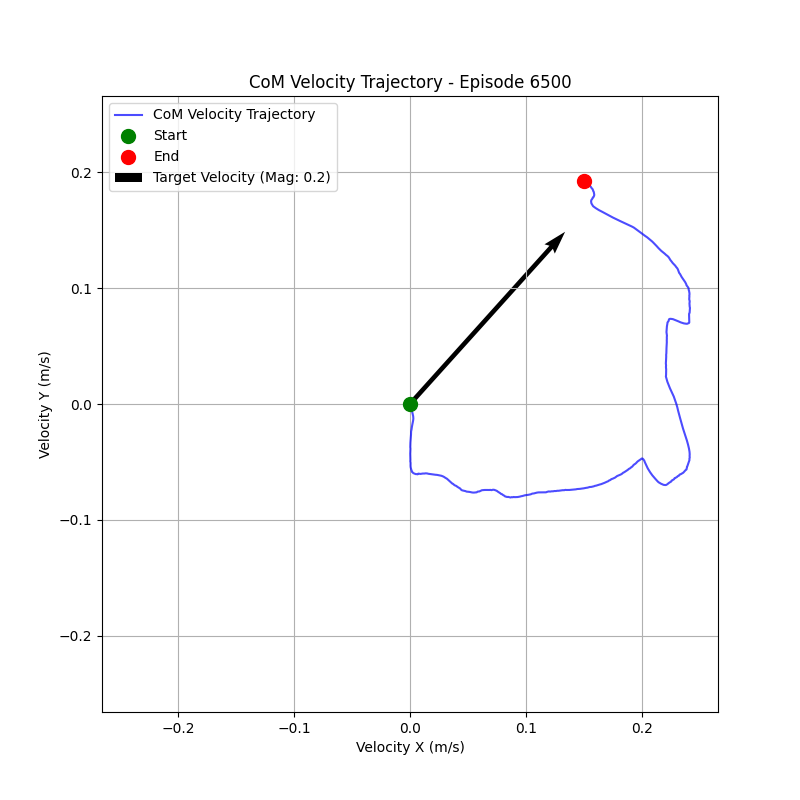 CoM Velocity Trajectory - Episode 6500
CoM Velocity Trajectory
Start
End
Target Velocity (Mag: 0.2)
0.2
0.1
0.0
−0.1
−0.2
Velocity Y (m/s)
−0.2
−0.1
0.0
0.1
0.2
Velocity X (m/s)